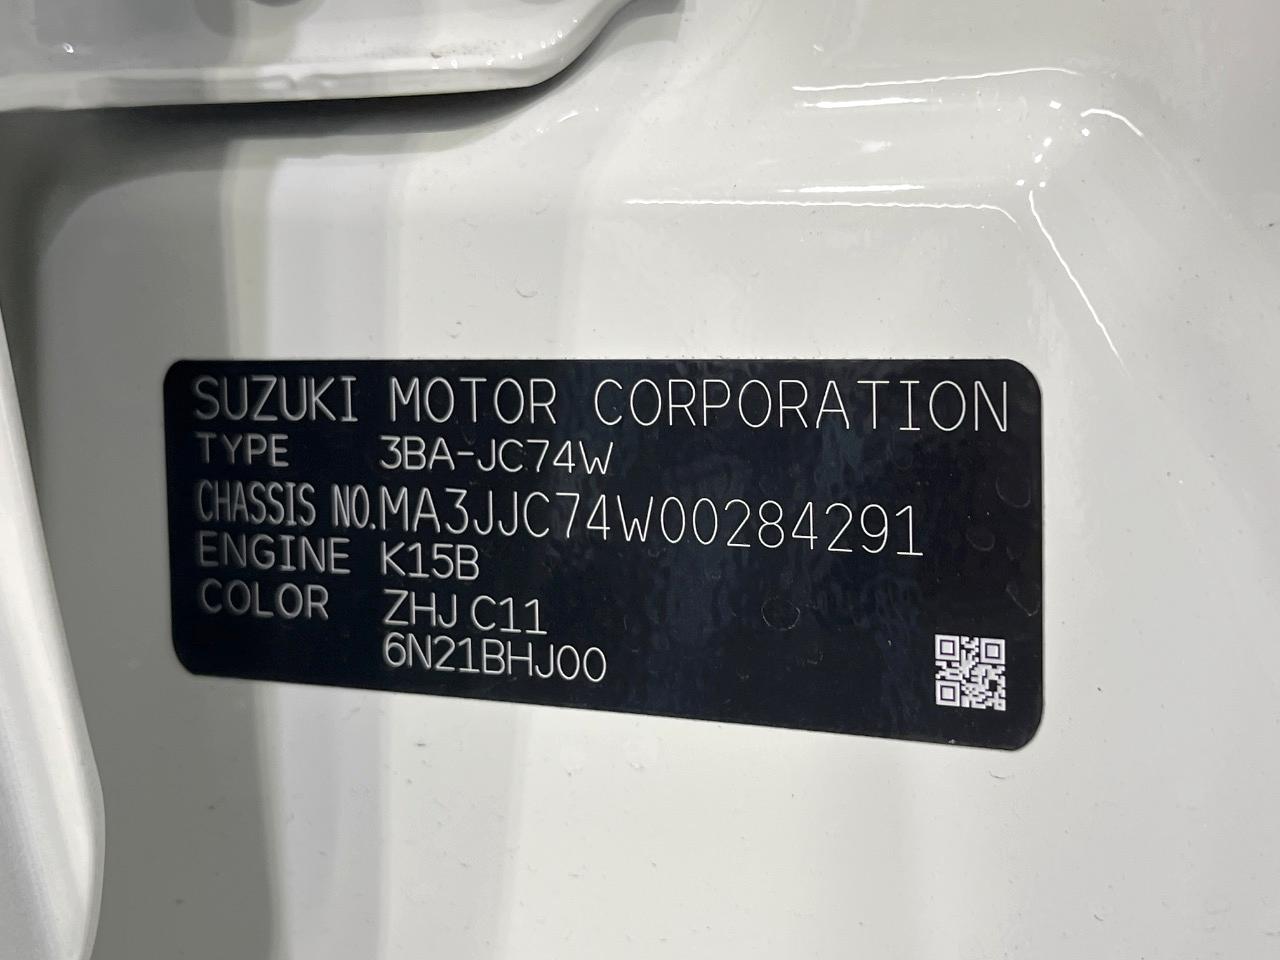 SUZUKI MOTOR CORPORATION
TYPE 3BA-JC74W
CHASSIS NO.MA3JJC74W00284291
ENGINE K15B
COLOR ZHJ C11
6N21BHJ00